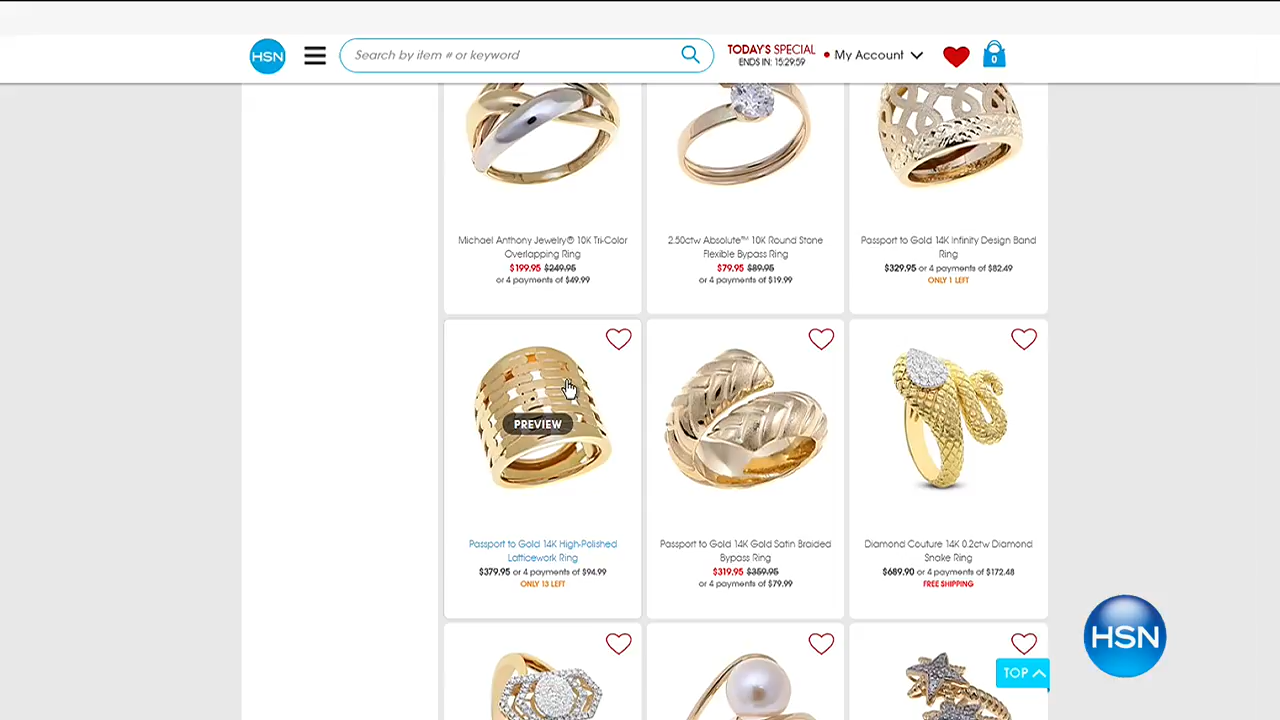 HSN
Search by item # or keyword
TODAY'S SPECIAL
ENDS IN: 15:29:59
My Account
0
Michael Anthony Jewelry® 10K Tri-Color
Overlapping Ring
$199.95 $249.95
or 4 payments of $49.99
2.50ctw Absolute™ 10K Round Stone
Flexible Bypass Ring
$79.95 $89.95
or 4 payments of $19.99
Passport to Gold 14K Infinity Design Band
Ring
$329.95 or 4 payments of $82.49
ONLY 1 LEFT
PREVIEW
Passport to Gold 14K High-Polished
Latticework Ring
$379.95 or 4 payments of $94.99
ONLY 13 LEFT
Passport to Gold 14K Gold Satin Braided
Bypass Ring
$319.95 $359.95
or 4 payments of $79.99
Diamond Couture 14K 0.2ctw Diamond
Snake Ring
$689.90 or 4 payments of $172.48
FREE SHIPPING
HSN
TOP